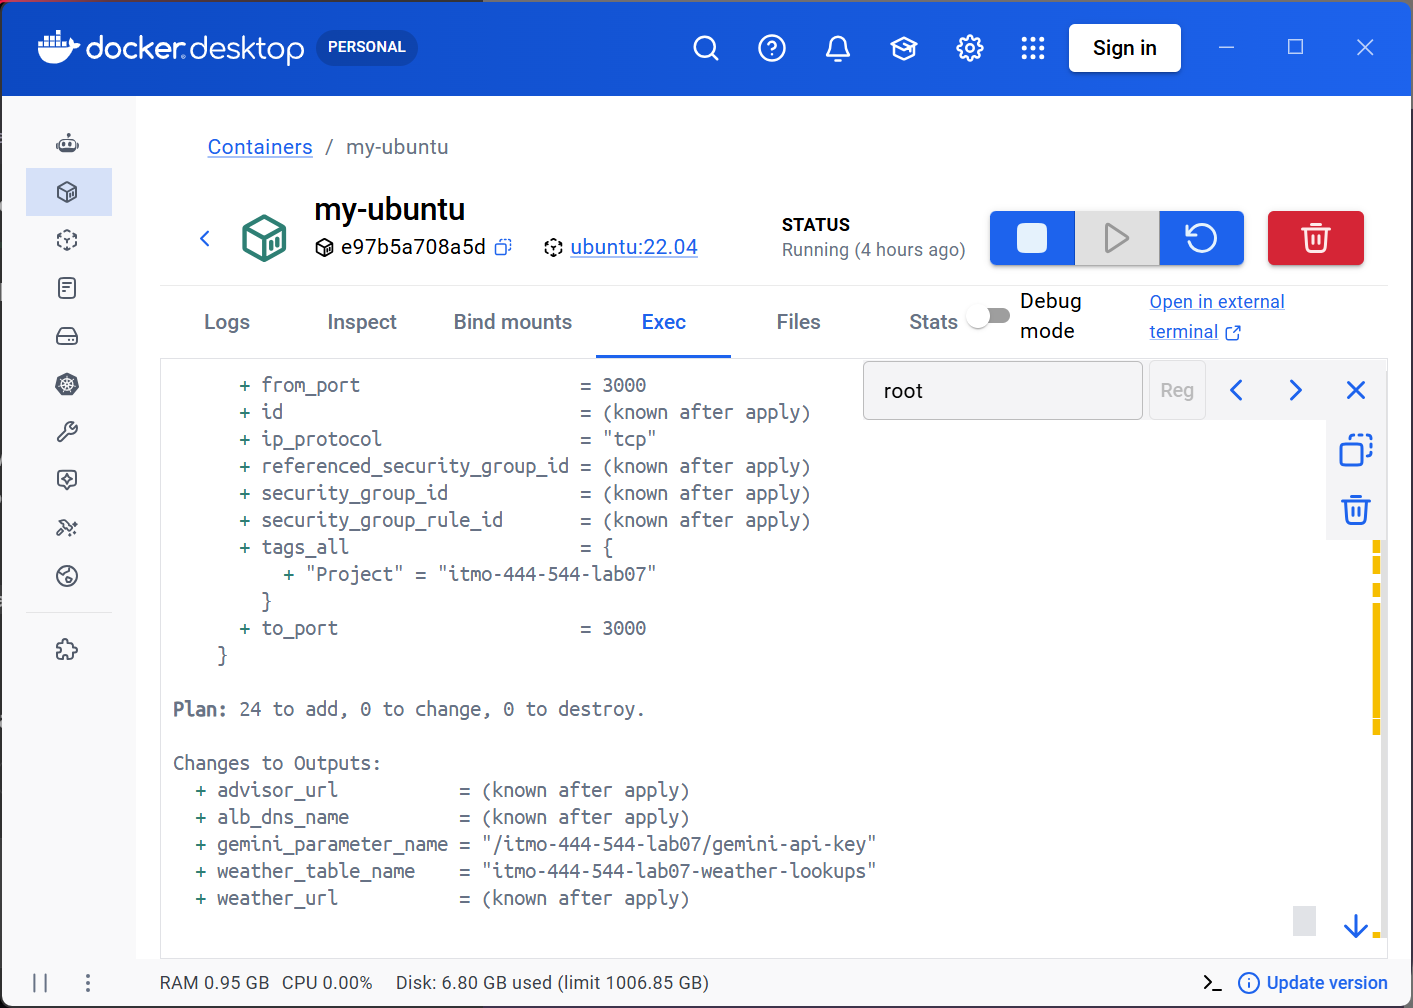 docker desktop PERSONAL Sign in
Containers / my-ubuntu
my-ubuntu
e97b5a708a5d ubuntu:22.04
STATUS
Running (4 hours ago)
Logs Inspect Bind mounts Exec Files Stats
Debug
mode
Open in external
terminal
root Reg
+ from_port = 3000
+ id = (known after apply)
+ ip_protocol = "tcp"
+ referenced_security_group_id = (known after apply)
+ security_group_id = (known after apply)
+ security_group_rule_id = (known after apply)
+ tags_all = {
+ "Project" = "itmo-444-544-lab07"
}
+ to_port = 3000
}
Plan: 24 to add, 0 to change, 0 to destroy.
Changes to Outputs:
+ advisor_url = (known after apply)
+ alb_dns_name = (known after apply)
+ gemini_parameter_name = "/itmo-444-544-lab07/gemini-api-key"
+ weather_table_name = "itmo-444-544-lab07-weather-lookups"
+ weather_url = (known after apply)
RAM 0.95 GB CPU 0.00% Disk: 6.80 GB used (limit 1006.85 GB) Update version